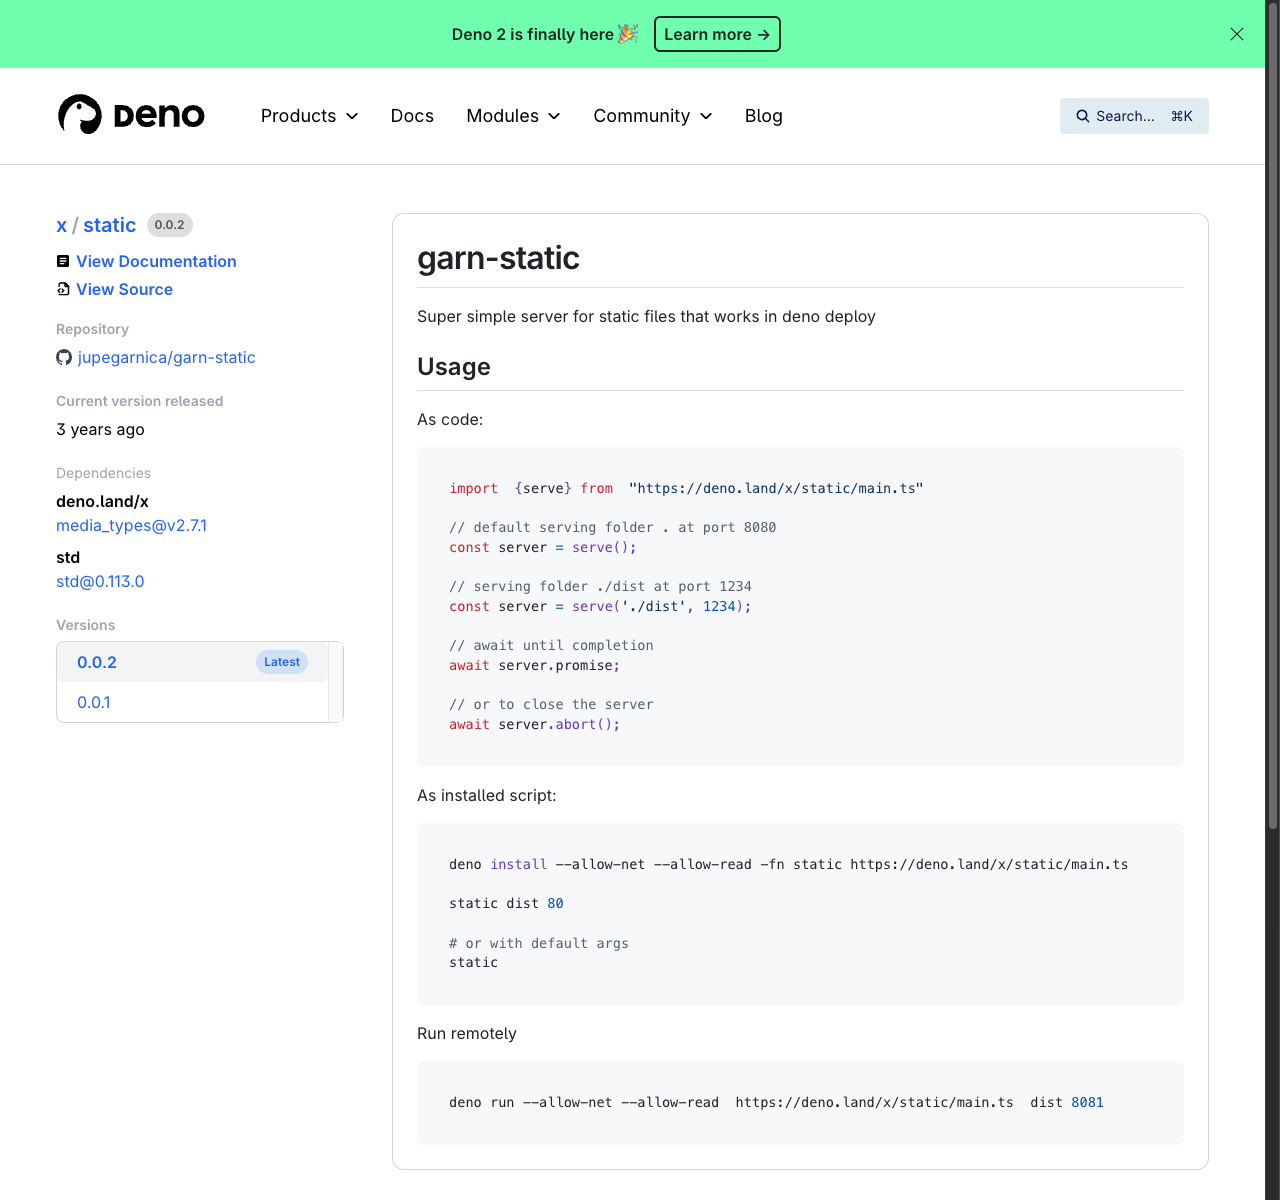 Deno 2 is finally here🎉 Learn more →
DENO Products Docs Modules Community Blog Search... ⌘K
x / static 0.0.2
View Documentation
View Source
Repository
jupegarnica/garn-static
Current version released
3 years ago
Dependencies
deno.land/x
media_types@v2.7.1
std
std@0.113.0
Versions
0.0.2 Latest
0.0.1
garn-static
Super simple server for static files that works in deno deploy
Usage
As code:
import  {serve} from  "https://deno.land/x/static/main.ts"
// default serving folder . at port 8080
const server = serve();
// serving folder ./dist at port 1234
const server = serve('./dist', 1234);
// await until completion
await server.promise;
// or to close the server
await server.abort();
As installed script:
deno install --allow-net --allow-read -fn static https://deno.land/x/static/main.ts
static dist 80
# or with default args
static
Run remotely
deno run --allow-net --allow-read  https://deno.land/x/static/main.ts  dist 8081